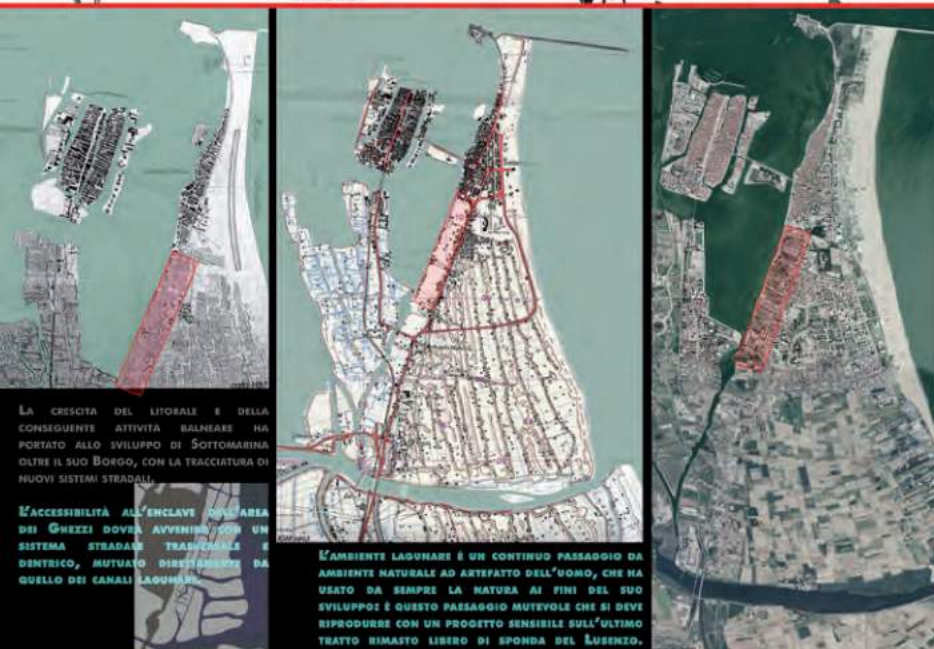 LA CRESCITA DEL LITORALE E DELLA
CONSEGUENTE ATTIVITÀ BALNEARE HA
PORTATO ALLO SVILUPPO DI SOTTOMARINA
OLTRE IL SUO BORGO, CON LA TRACCIATURA DI
NUOVI SISTEMI STRADALI.
L'ACCESSIBILITÀ ALL'ENCLAVE DELL'AREA
DEI GHEZZI DOVRÀ AVVENIRE CON UN
SISTEMA STRADALE TRASVERSALE E
DENTRICO, MUTUATO DIRETTAMENTE DA
QUELLO DEI CANALI LAGUNARI.
L'AMBIENTE LAGUNARE È UN CONTINUO PASSAGGIO DA
AMBIENTE NATURALE AD ARTEFATTO DELL'UOMO, CHE HA
USATO DA SEMPRE LA NATURA AI FINI DEL SUO
SVILUPPO: È QUESTO PAESAGGIO MUTEVOLE CHE SI DEVE
RIPRODURRE CON UN PROGETTO SENSIBILE SULL'ULTIMO
TRATTO RIMASTO LIBERO DI SPONDA DEL LUSENZO.